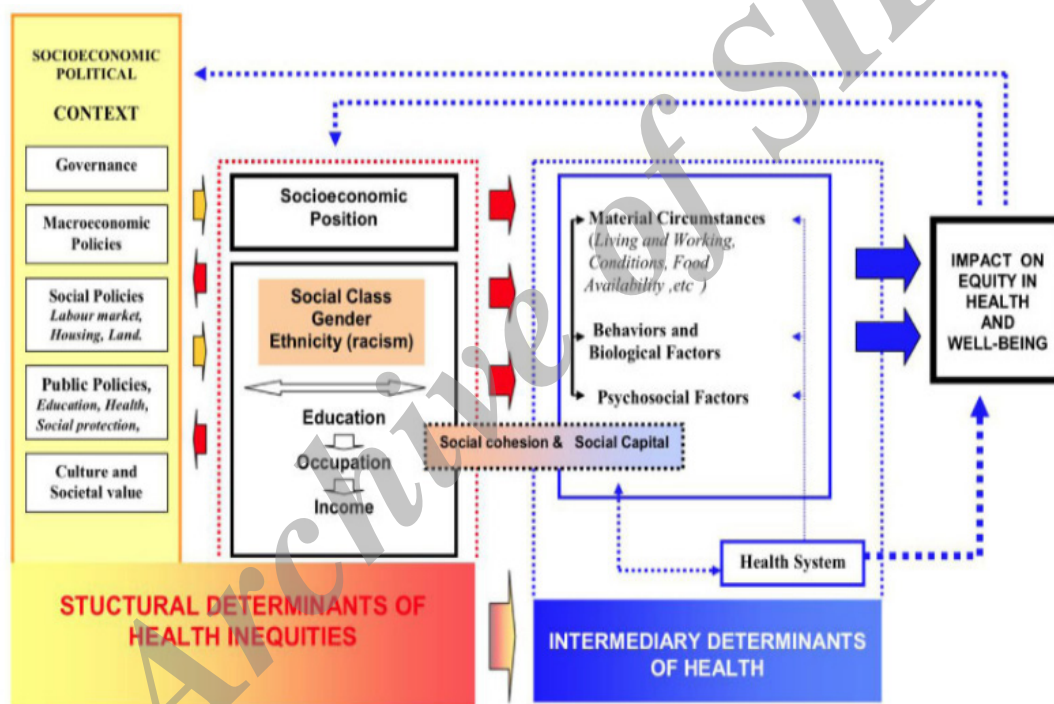 SOCIOECONOMIC
POLITICAL
CONTEXT
Governance
Macroeconomic
Policies
Social Policies
Labour market,
Housing, Land.
Public Policies,
Education, Health,
Social protection,
Culture and
Societal value
Socioeconomic
Position
Social Class
Gender
Ethnicity (racism)
Education
Occupation
Income
Social cohesion & Social Capital
Material Circumstances
(Living and Working,
Conditions, Food
Availability ,etc )
Behaviors and
Biological Factors
Psychosocial Factors
Health System
IMPACT ON
EQUITY IN
HEALTH
AND
WELL-BEING
STUCTURAL DETERMINANTS OF
HEALTH INEQUITIES
INTERMEDIARY DETERMINANTS
OF HEALTH
Archive of SI